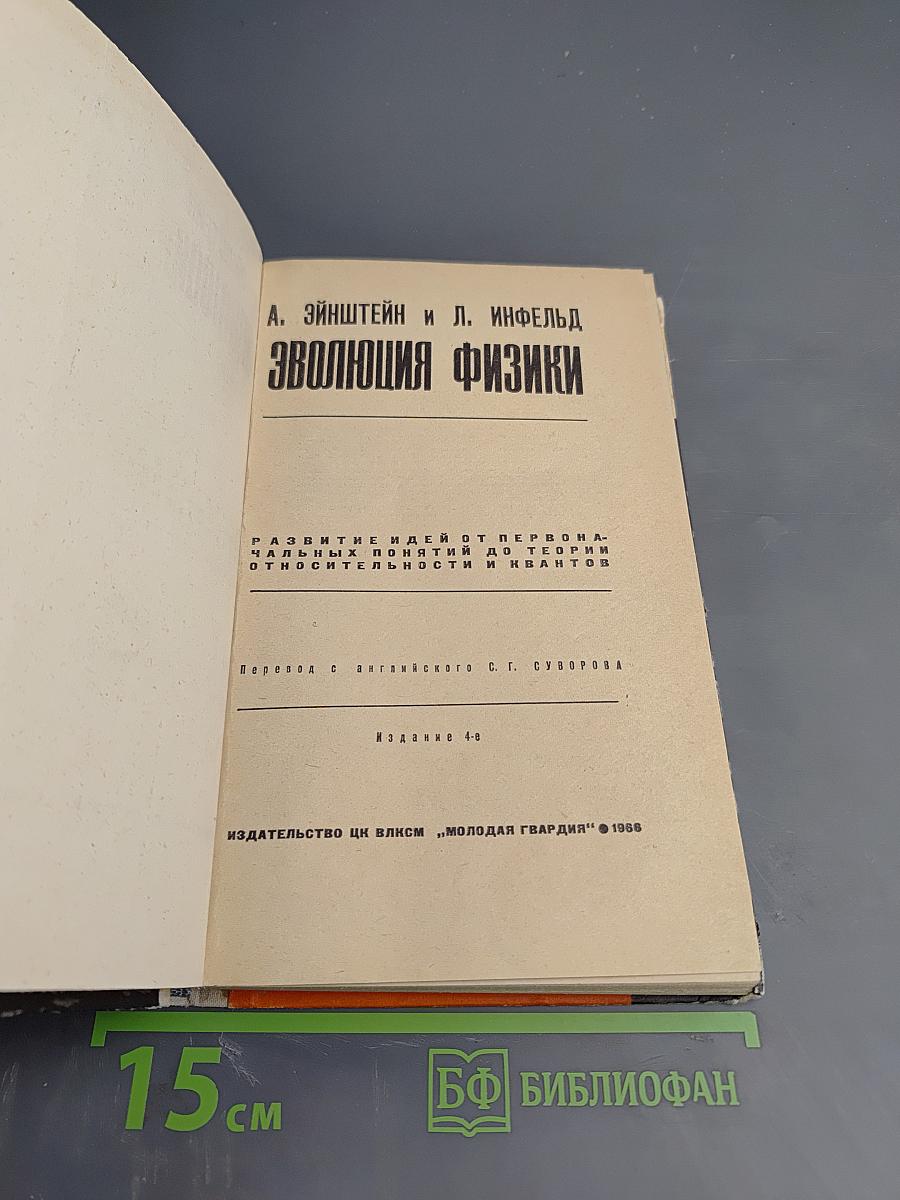 А. ЭЙНШТЕЙН и Л. ИНФЕЛЬД
ЭВОЛЮЦИЯ ФИЗИКИ
РАЗВИТИЕ ИДЕЙ ОТ ПЕРВОНА-
ЧАЛЬНЫХ ПОНЯТИЙ ДО ТЕОРИИ
ОТНОСИТЕЛЬНОСТИ И КВАНТОВ
Перевод с английского С. Г. СУВОРОВА
Издание 4-е
ИЗДАТЕЛЬСТВО ЦК ВЛКСМ „МОЛОДАЯ ГВАРДИЯ“ ● 1966
15 см
БФ БИБЛИОФАН